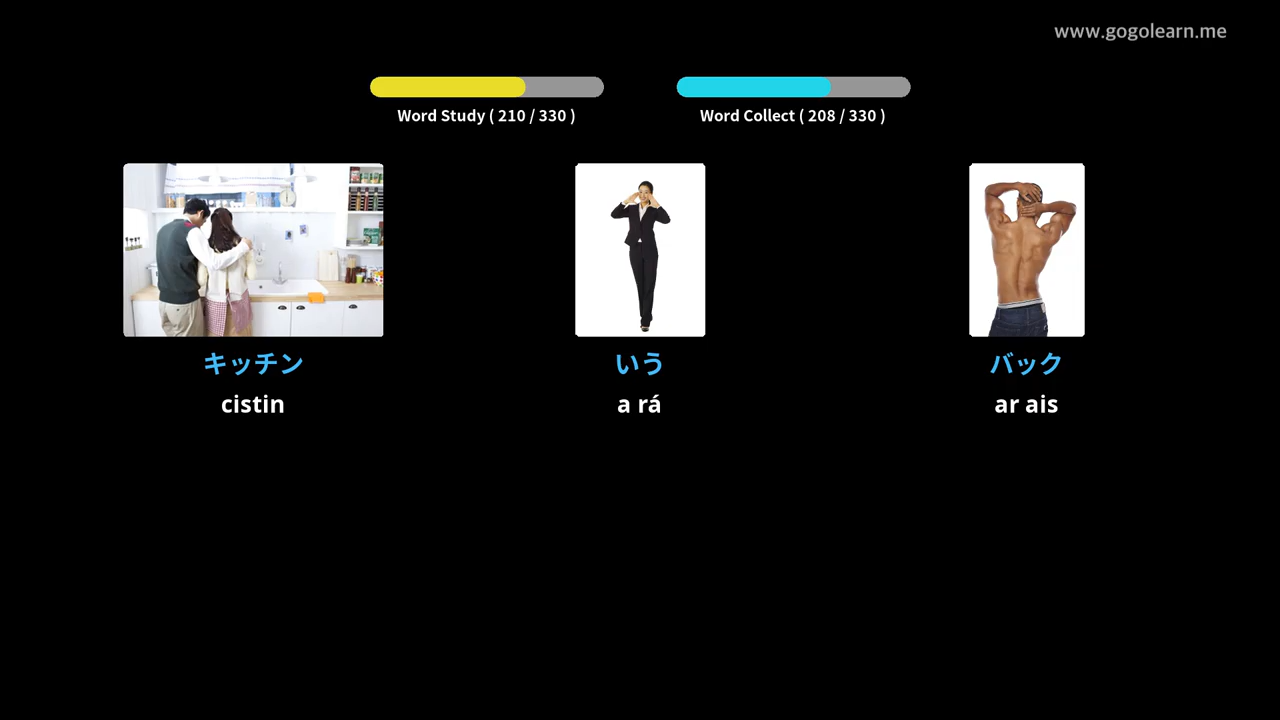 www.gogolearn.me
Word Study ( 210 / 330 )
Word Collect ( 208 / 330 )
キッチン
いう
バック
cistin
a rá
ar ais